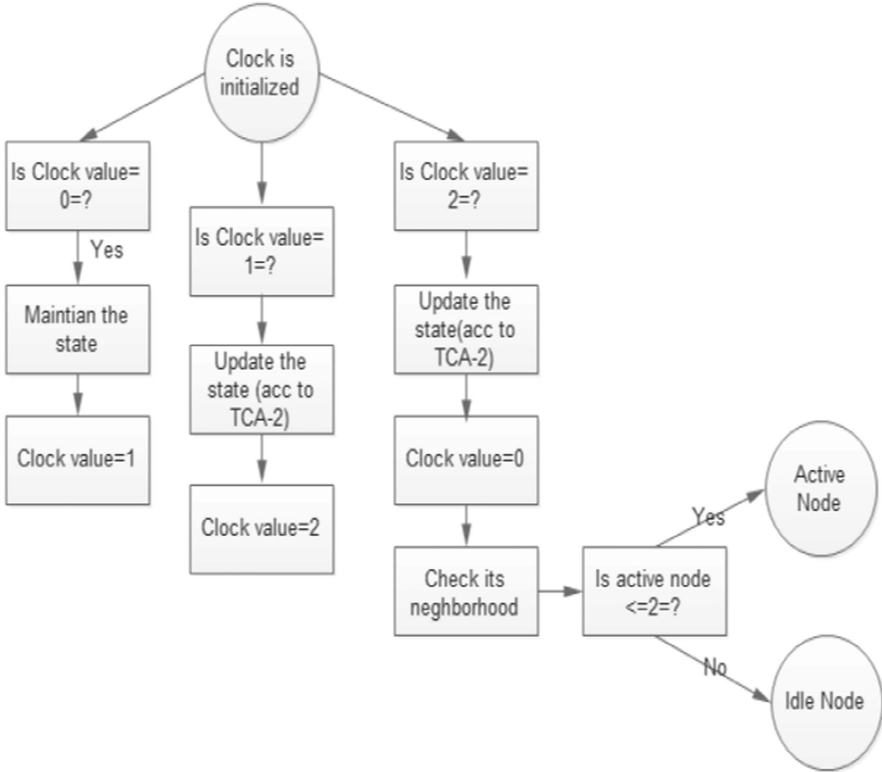 Clock is
initialized
Is Clock value=
0=?
Yes
Maintian the
state
Clock value=1
Is Clock value=
1=?
Update the
state (acc to
TCA-2)
Clock value=2
Is Clock value=
2=?
Update the
state(acc to
TCA-2)
Clock value=0
Check its
neghborhood
Is active node
<=2=?
Yes
Active
Node
No
Idle Node